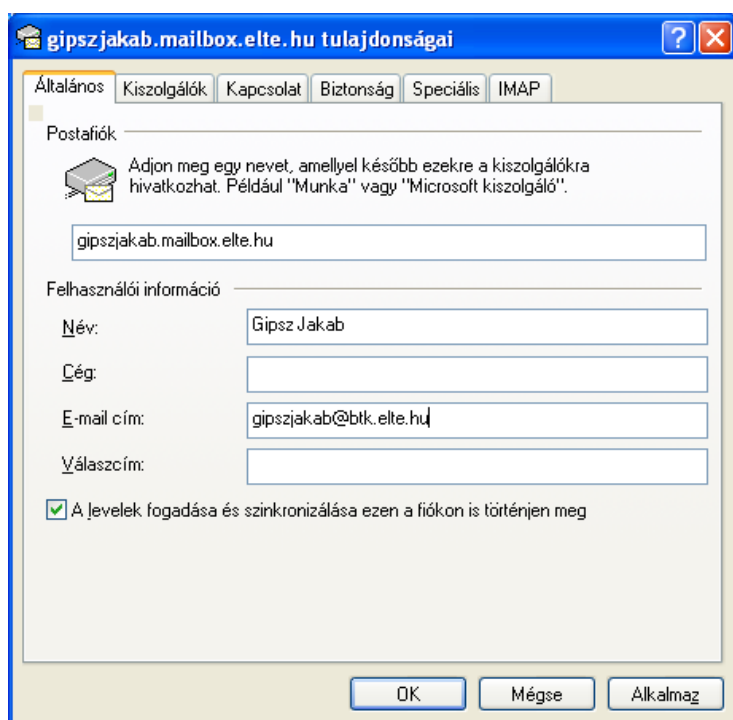 gipszjakab.mailbox.elte.hu tulajdonságai
Általános Kiszolgálók Kapcsolat Biztonság Speciális IMAP
Postafiók
Adjon meg egy nevet, amellyel később ezekre a kiszolgálókra
hivatkozhat. Például "Munka" vagy "Microsoft kiszolgáló".
gipszjakab.mailbox.elte.hu
Felhasználói információ
Név: Gipsz Jakab
Cég:
E-mail cím: gipszjakab@btk.elte.hu
Válaszcím:
A levelek fogadása és szinkronizálása ezen a fiókon is történjen meg
OK Mégse Alkalmaz